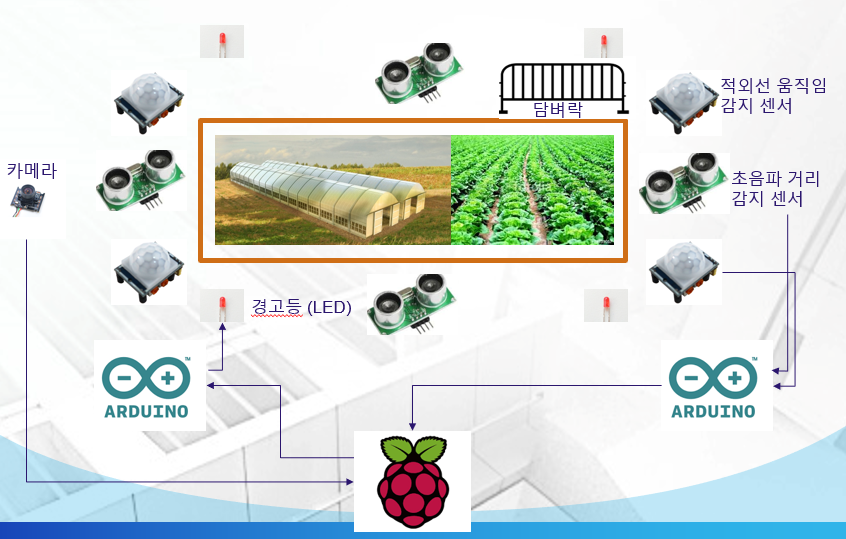 담벼락
적외선 움직임
감지 센서
카메라
초음파 거리
감지 센서
경고등 (LED)
ARDUINO
ARDUINO